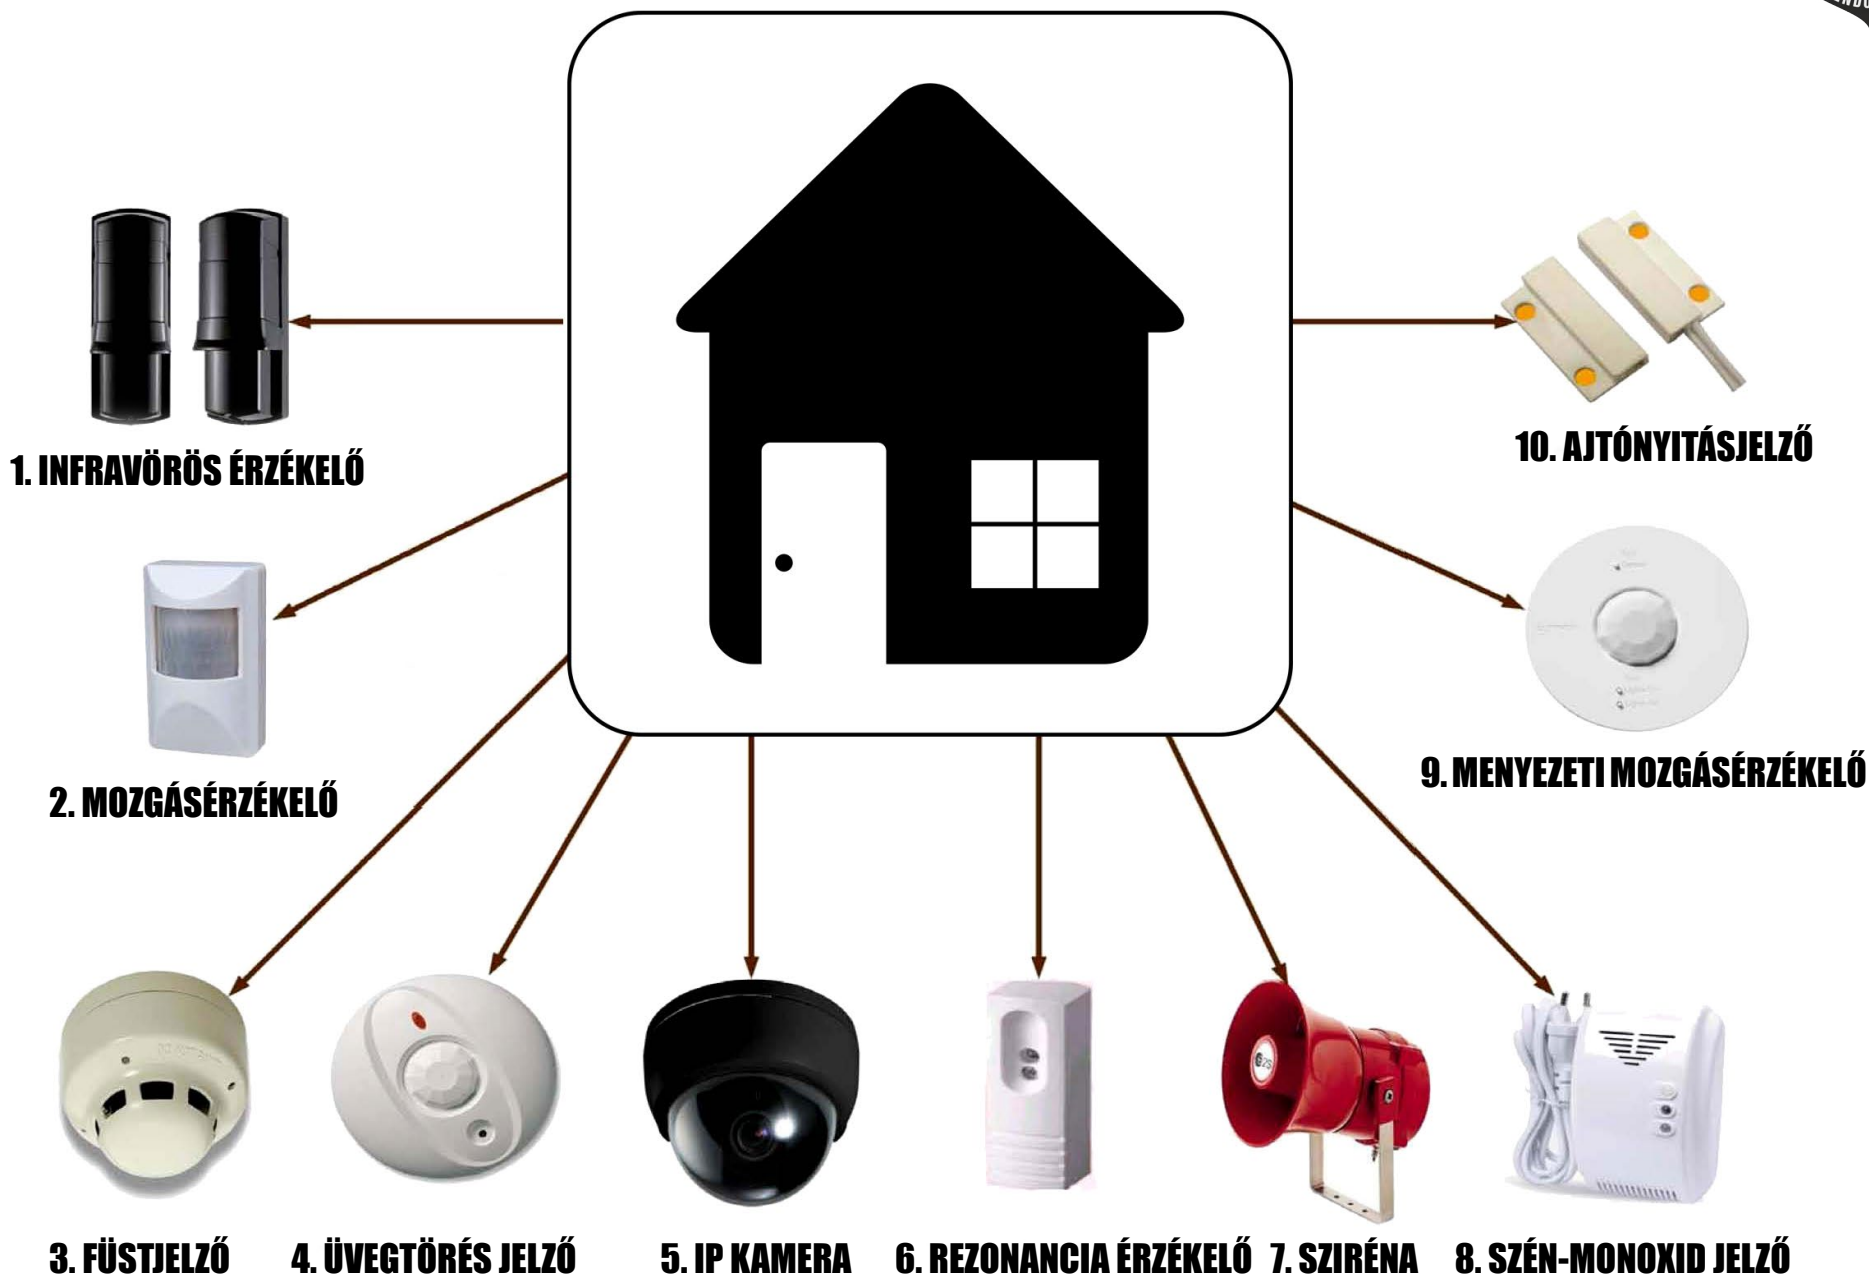 1. INFRAVÖRÖS ÉRZÉKELŐ
10. AJTÓNYITÁSJELZŐ
2. MOZGÁSÉRZÉKELŐ
9. MENYEZETI MOZGÁSÉRZÉKELŐ
3. FÜSTJELZŐ
4. ÜVEGTÖRÉS JELZŐ
5. IP KAMERA
6. REZONANCIA ÉRZÉKELŐ
7. SZIRÉNA
8. SZÉN-MONOXID JELZŐ